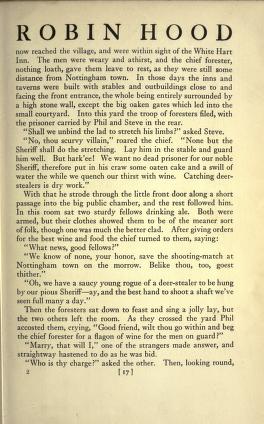 ROBIN HOOD
now reached the village, and were within sight of the White Hart
Inn. The men were weary and athirst, and the chief forester,
nothing loath, gave them leave to rest, as they were still some
distance from Nottingham town. In those days the inns and
taverns were built with stables and outbuildings close to and
facing the front entrance, the whole being entirely surrounded by
a high stone wall, except the big oaken gates which led into the
small courtyard. Into this yard the troop of foresters filed, with
the prisoner carried by Phil and Steve in the rear.
"Shall we unbind the lad to stretch his limbs?" asked Steve.
"No, thou scurvy villain," roared the chief. "None but the
Sheriff shall do the stretching. Lay him in the stable and guard
him well. But hark'ee! We want no dead prisoner for our noble
Sheriff, therefore put in his craw some oaten cake and a swill of
water the while we quench our thirst with wine. Catching deer-
stealers is dry work."
With that he strode through the little front door along a short
passage into the big public chamber, and the rest followed him.
In this room sat two sturdy fellows drinking ale. Both were
armed, but their clothes showed them to be of the meaner sort
of folk, though one was much the better clad. After giving orders
for the best wine and food the chief turned to them, saying:
"What news, good fellows?"
"We know of none, your honor, save the shooting-match at
Nottingham town on the morrow. Belike thou, too, goest
thither."
"Oh, we have a saucy young rogue of a deer-stealer to be hung
by our pious Sheriff—ay, and the best hand to shoot a shaft we've
seen full many a day."
Then the foresters sat down to feast and sing a jolly lay, but
the two others left the room. As they crossed the yard Phil
accosted them, crying, "Good friend, wilt thou go within and beg
the chief forester for a flagon of wine for the men on guard?"
"Marry, that will I," one of the strangers made answer, and
straightway hastened to do as he was bid.
"Who is thy charge?" asked the other. Then, looking round,
2 [17]